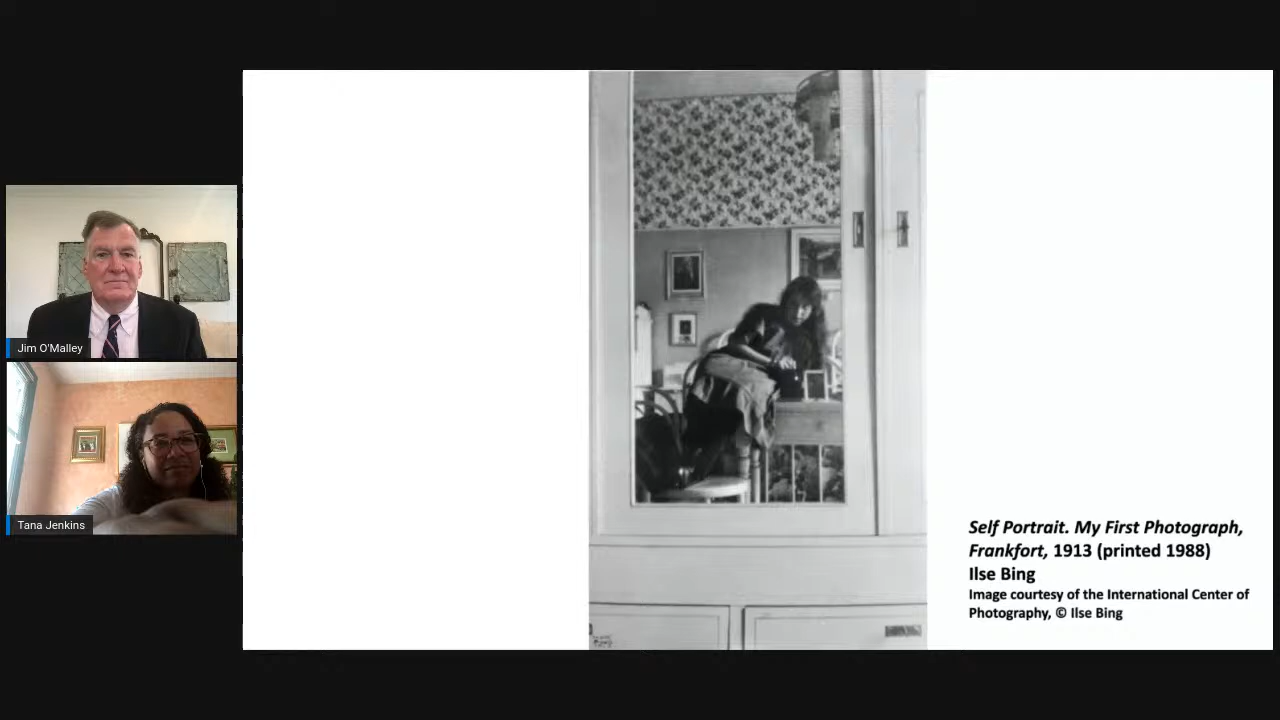 Jim O'Malley
Tana Jenkins
Self Portrait. My First Photograph,
Frankfort, 1913 (printed 1988)
Ilse Bing
Image courtesy of the International Center of
Photography, © Ilse Bing